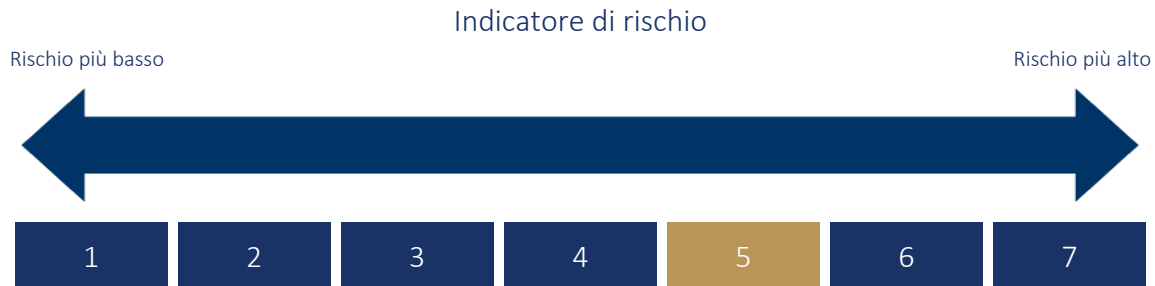 Indicatore di rischio
Rischio più basso
Rischio più alto
1 2 3 4 5 6 7